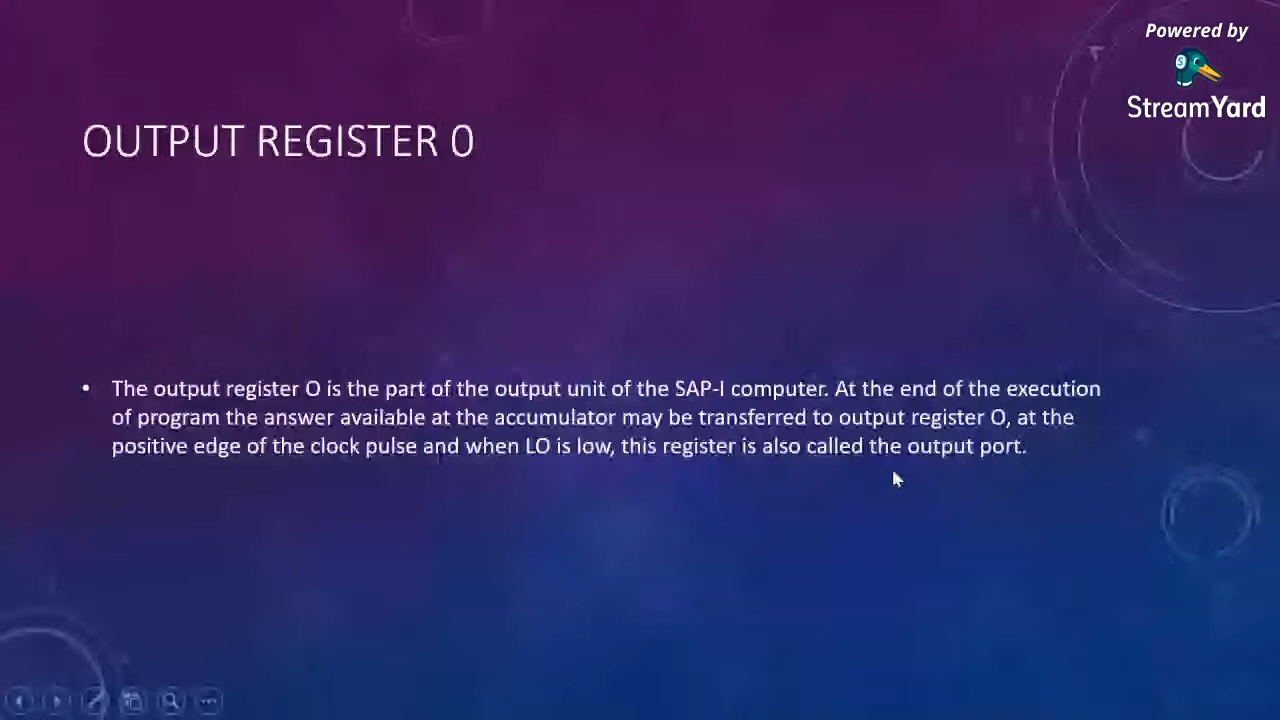 Powered by
StreamYard
OUTPUT REGISTER 0
• The output register O is the part of the output unit of the SAP-I computer. At the end of the execution
of program the answer available at the accumulator may be transferred to output register O, at the
positive edge of the clock pulse and when LO is low, this register is also called the output port.